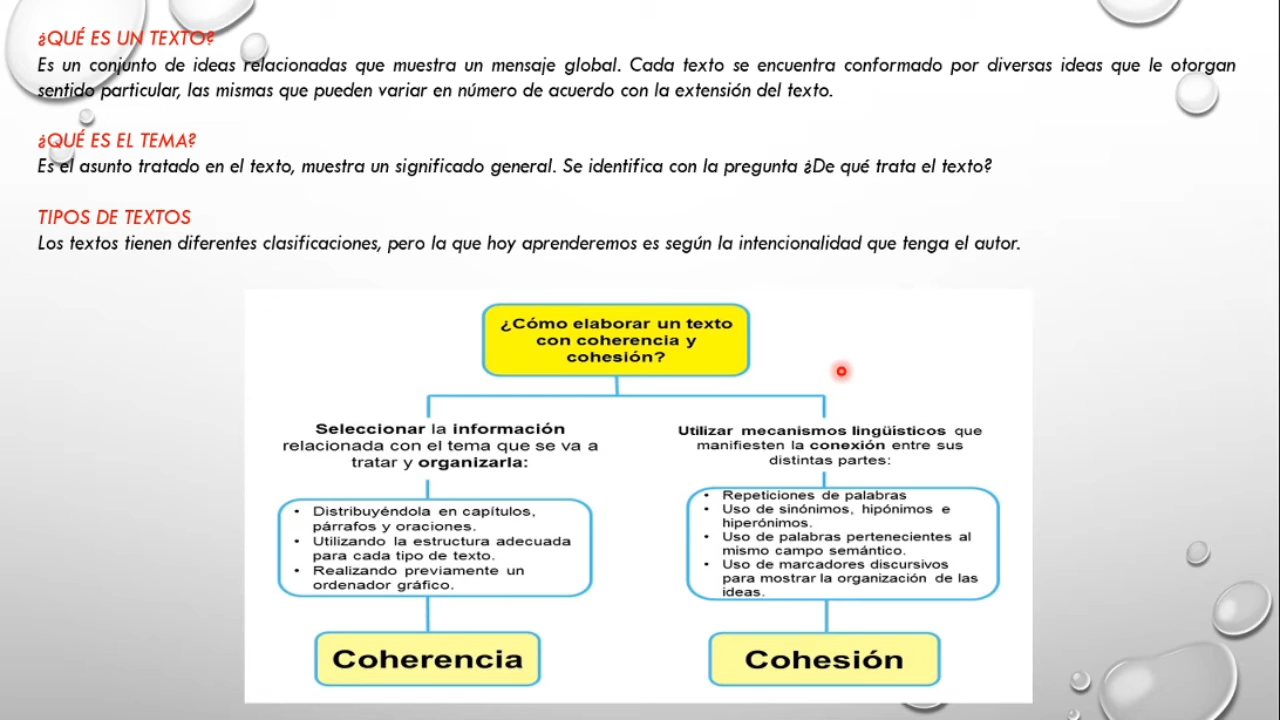 ¿QUÉ ES UN TEXTO?
Es un conjunto de ideas relacionadas que muestra un mensaje global. Cada texto se encuentra conformado por diversas ideas que le otorgan
sentido particular, las mismas que pueden variar en número de acuerdo con la extensión del texto.
¿QUÉ ES EL TEMA?
Es el asunto tratado en el texto, muestra un significado general. Se identifica con la pregunta ¿De qué trata el texto?
TIPOS DE TEXTOS
Los textos tienen diferentes clasificaciones, pero la que hoy aprenderemos es según la intencionalidad que tenga el autor.
¿Cómo elaborar un texto
con coherencia y
cohesión?
Seleccionar la información
relacionada con el tema que se va a
tratar y organizarla:
• Distribuyéndola en capítulos,
párrafos y oraciones.
• Utilizando la estructura adecuada
para cada tipo de texto.
• Realizando previamente un
ordenador gráfico.
Coherencia
Utilizar mecanismos lingüísticos que
manifiesten la conexión entre sus
distintas partes:
• Repeticiones de palabras
• Uso de sinónimos, hipónimos e
hiperónimos.
• Uso de palabras pertenecientes al
mismo campo semántico.
• Uso de marcadores discursivos
para mostrar la organización de las
ideas.
Cohesión